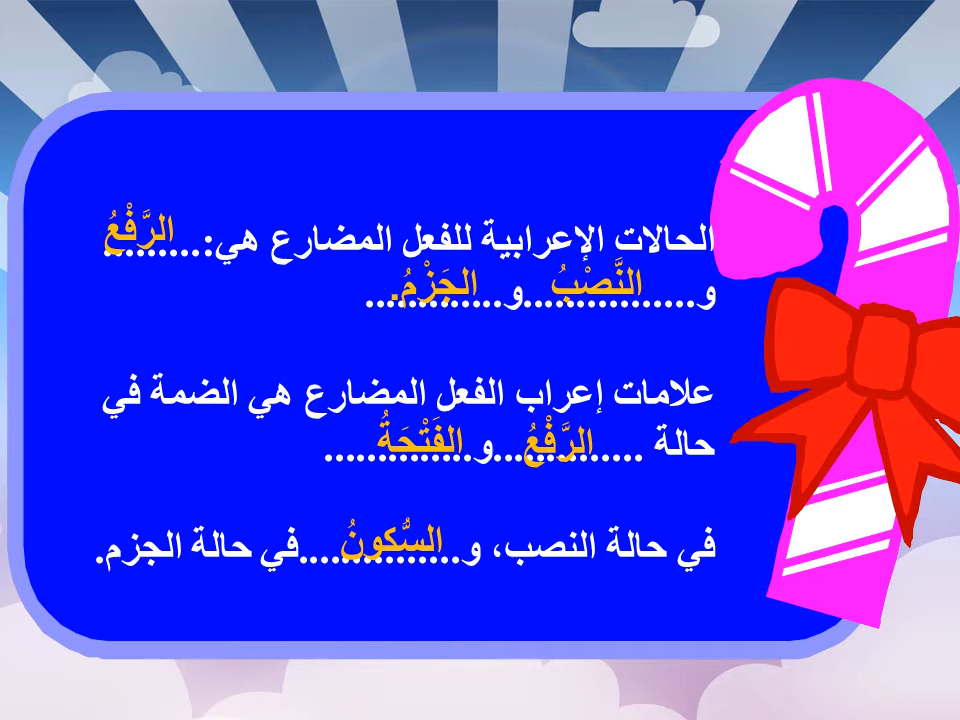 الحالات الإعرابية للفعل المضارع هي:.........الرَّفْعُ
و................النَّصْبُ و.............الجَزْمُ.
علامات إعراب الفعل المضارع هي الضمة في
حالة ..............الرَّفْعُ و..............الفَتْحَةُ
في حالة النصب، و...............السُّكونُ في حالة الجزم.